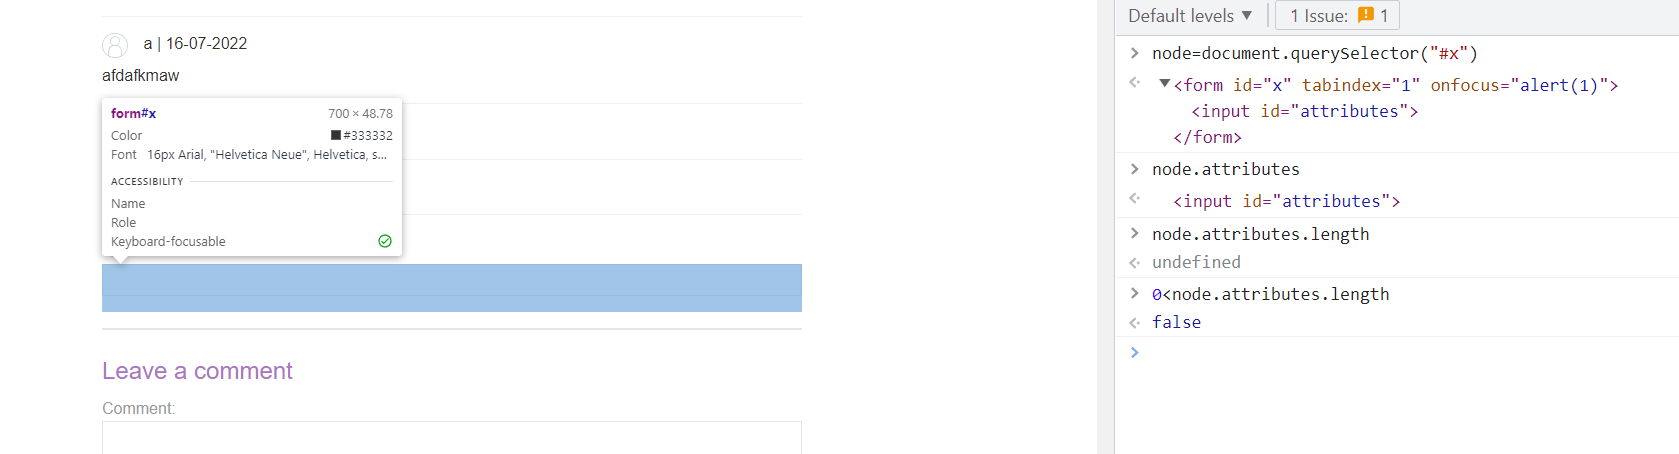 a | 16-07-2022
afdafkmaw
form#x 700 × 48.78
Color #333332
Font 16px Arial, "Helvetica Neue", Helvetica, s...
ACCESSIBILITY
Name
Role
Keyboard-focusable
Leave a comment
Comment:
Default levels ▼ 1 Issue: 1
> node=document.querySelector("#x")
<· ▼<form id="x" tabindex="1" onfocus="alert(1)">
<input id="attributes">
</form>
> node.attributes
<· <input id="attributes">
> node.attributes.length
<· undefined
> 0<node.attributes.length
<· false
>